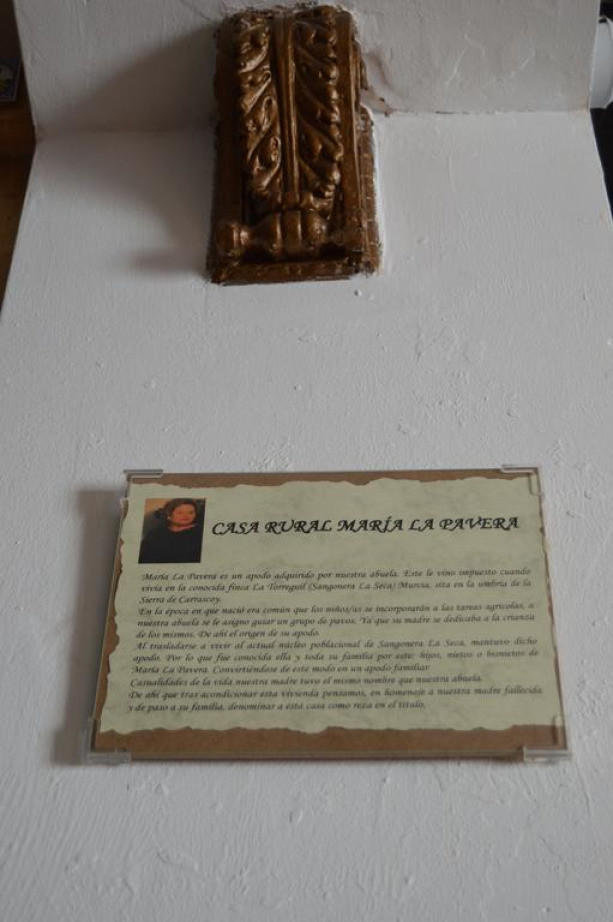 CASA RURAL MARÍA LA PAVERA
María La Pavera es un apodo adquirido por nuestra abuela. Este le vino impuesto cuando
vivía en la conocida finca La Torreguil (Sangonera La Seca) Murcia, sita en la umbría de la
Sierra de Carrascoy.
En la época en que nació era común que los niños/as se incorporarán a las tareas agrícolas, a
nuestra abuela se le asigno guiar un grupo de pavos. Ya que su madre se dedicaba a la crianza
de los mismos. De ahí el origen de su apodo.
Al trasladarse a vivir al actual núcleo poblacional de Sangonera La Seca, mantuvo dicho
apodo. Por lo que fue conocida ella y toda su familia por este: hijos, nietos o bisnietos de
María La Pavera. Convertiéndose de este modo en un apodo familiar.
Casualidades de la vida nuestra madre tuvo el mismo nombre que nuestra abuela.
De ahí que tras acondicionar esta vivienda pensamos, en homenaje a nuestra madre fallecida
y de paso a su familia, denominar a esta casa como reza en el título.